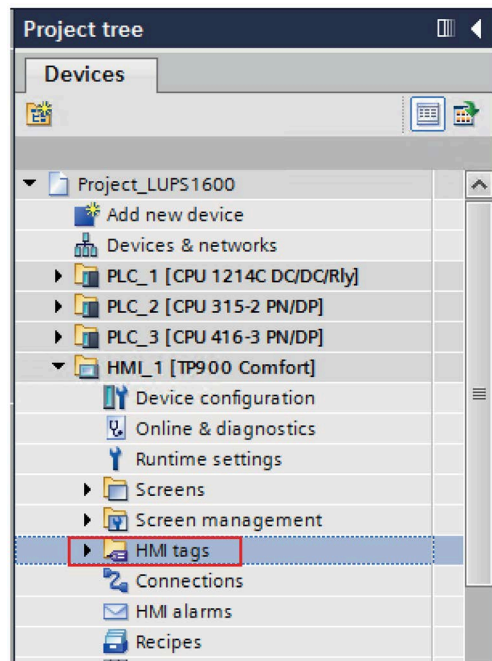 Project tree
Devices
Project_LUPS1600
Add new device
Devices & networks
PLC_1 [CPU 1214C DC/DC/Rly]
PLC_2 [CPU 315-2 PN/DP]
PLC_3 [CPU 416-3 PN/DP]
HMI_1 [TP900 Comfort]
Device configuration
Online & diagnostics
Runtime settings
Screens
Screen management
HMI tags
Connections
HMI alarms
Recipes